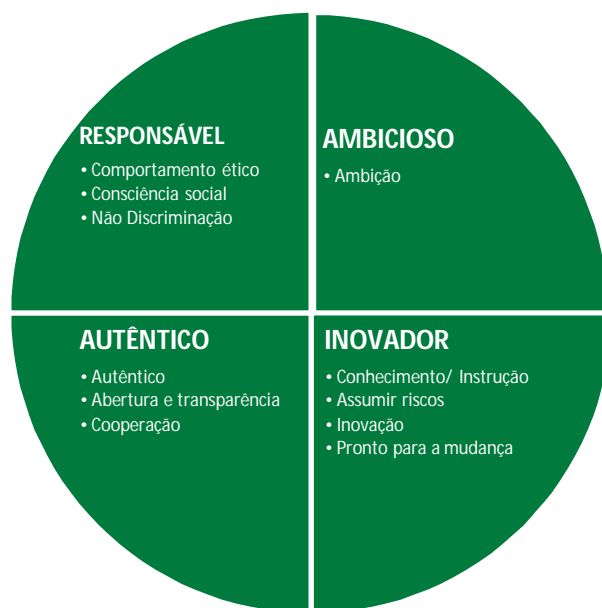 RESPONSÁVEL
• Comportamento ético
• Consciência social
• Não Discriminação
AMBICIOSO
• Ambição
AUTÊNTICO
• Autêntico
• Abertura e transparência
• Cooperação
INOVADOR
• Conhecimento/ Instrução
• Assumir riscos
• Inovação
• Pronto para a mudança